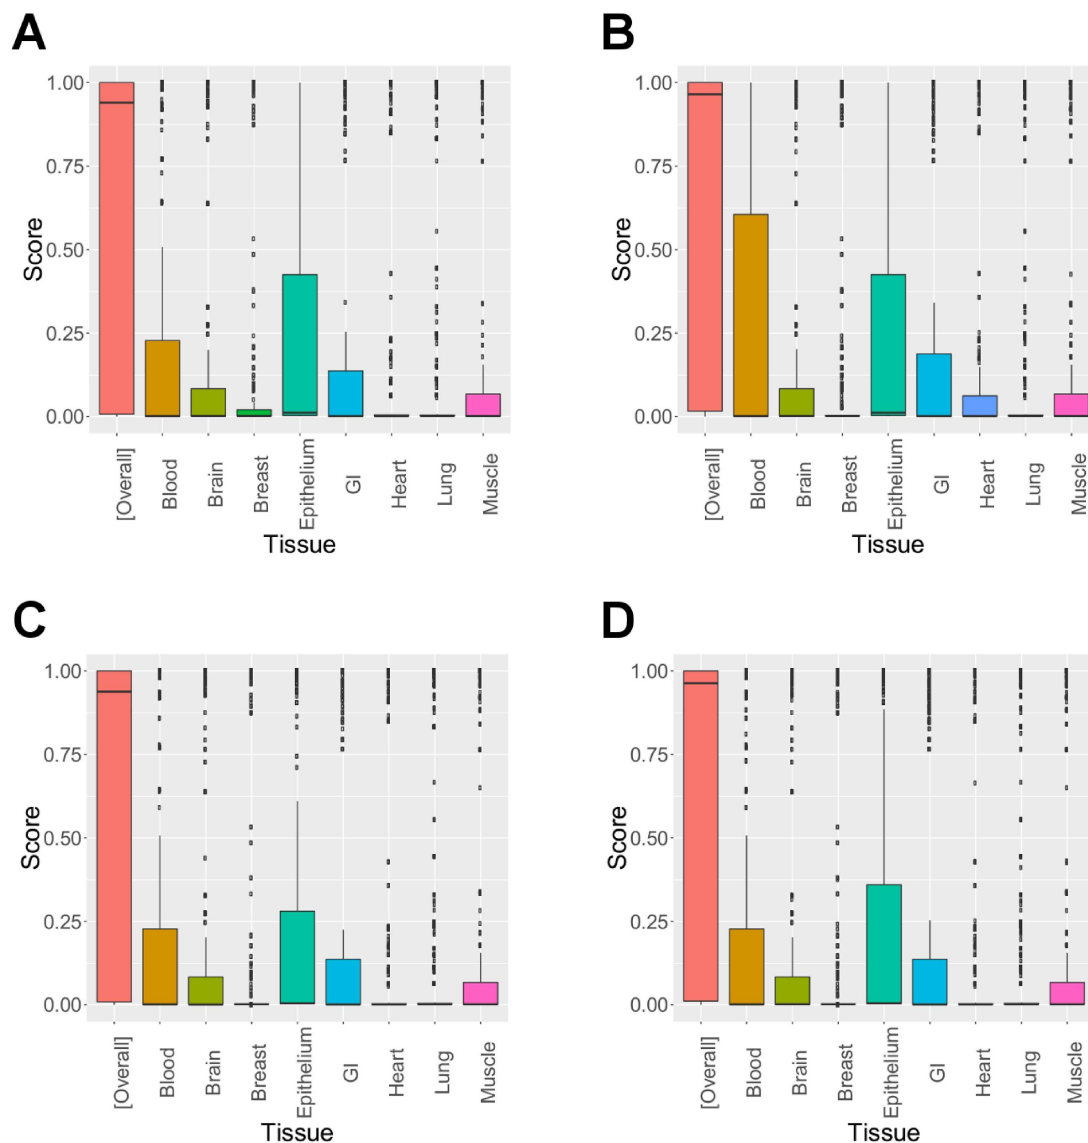 A
1.00
0.75
0.50
0.25
0.00
Score
[Overall]
Blood
Brain
Breast
Epithelium
GI
Heart
Lung
Muscle
Tissue
B
1.00
0.75
0.50
0.25
0.00
Score
[Overall]
Blood
Brain
Breast
Epithelium
GI
Heart
Lung
Muscle
Tissue
C
1.00
0.75
0.50
0.25
0.00
Score
[Overall]
Blood
Brain
Breast
Epithelium
GI
Heart
Lung
Muscle
Tissue
D
1.00
0.75
0.50
0.25
0.00
Score
[Overall]
Blood
Brain
Breast
Epithelium
GI
Heart
Lung
Muscle
Tissue